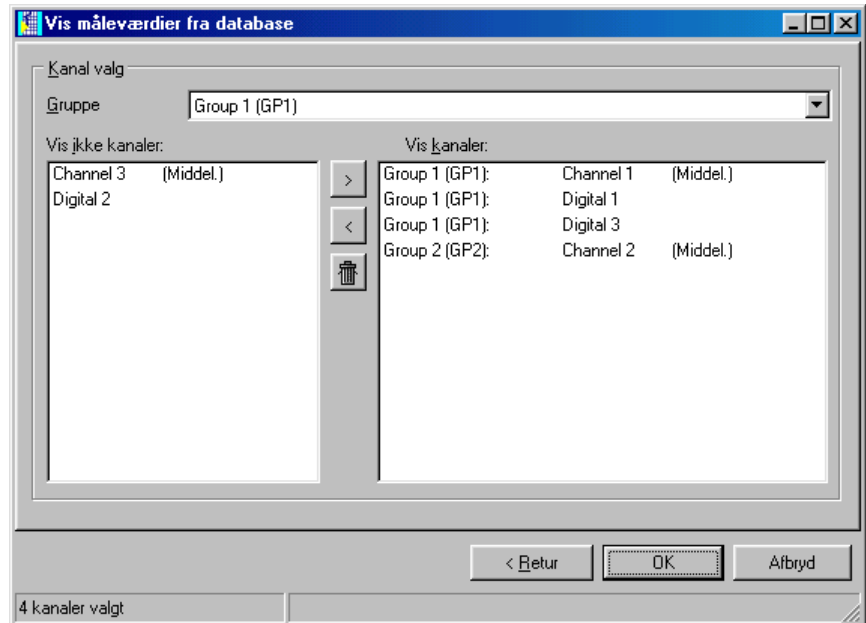 Vis måleværdier fra database
Kanal valg
Gruppe Group 1 (GP1)
Vis ikke kanaler:
Channel 3 (Middel.)
Digital 2
>
<
Vis kanaler:
Group 1 (GP1): Channel 1 (Middel.)
Group 1 (GP1): Digital 1
Group 1 (GP1): Digital 3
Group 2 (GP2): Channel 2 (Middel.)
< Retur OK Afbryd
4 kanaler valgt